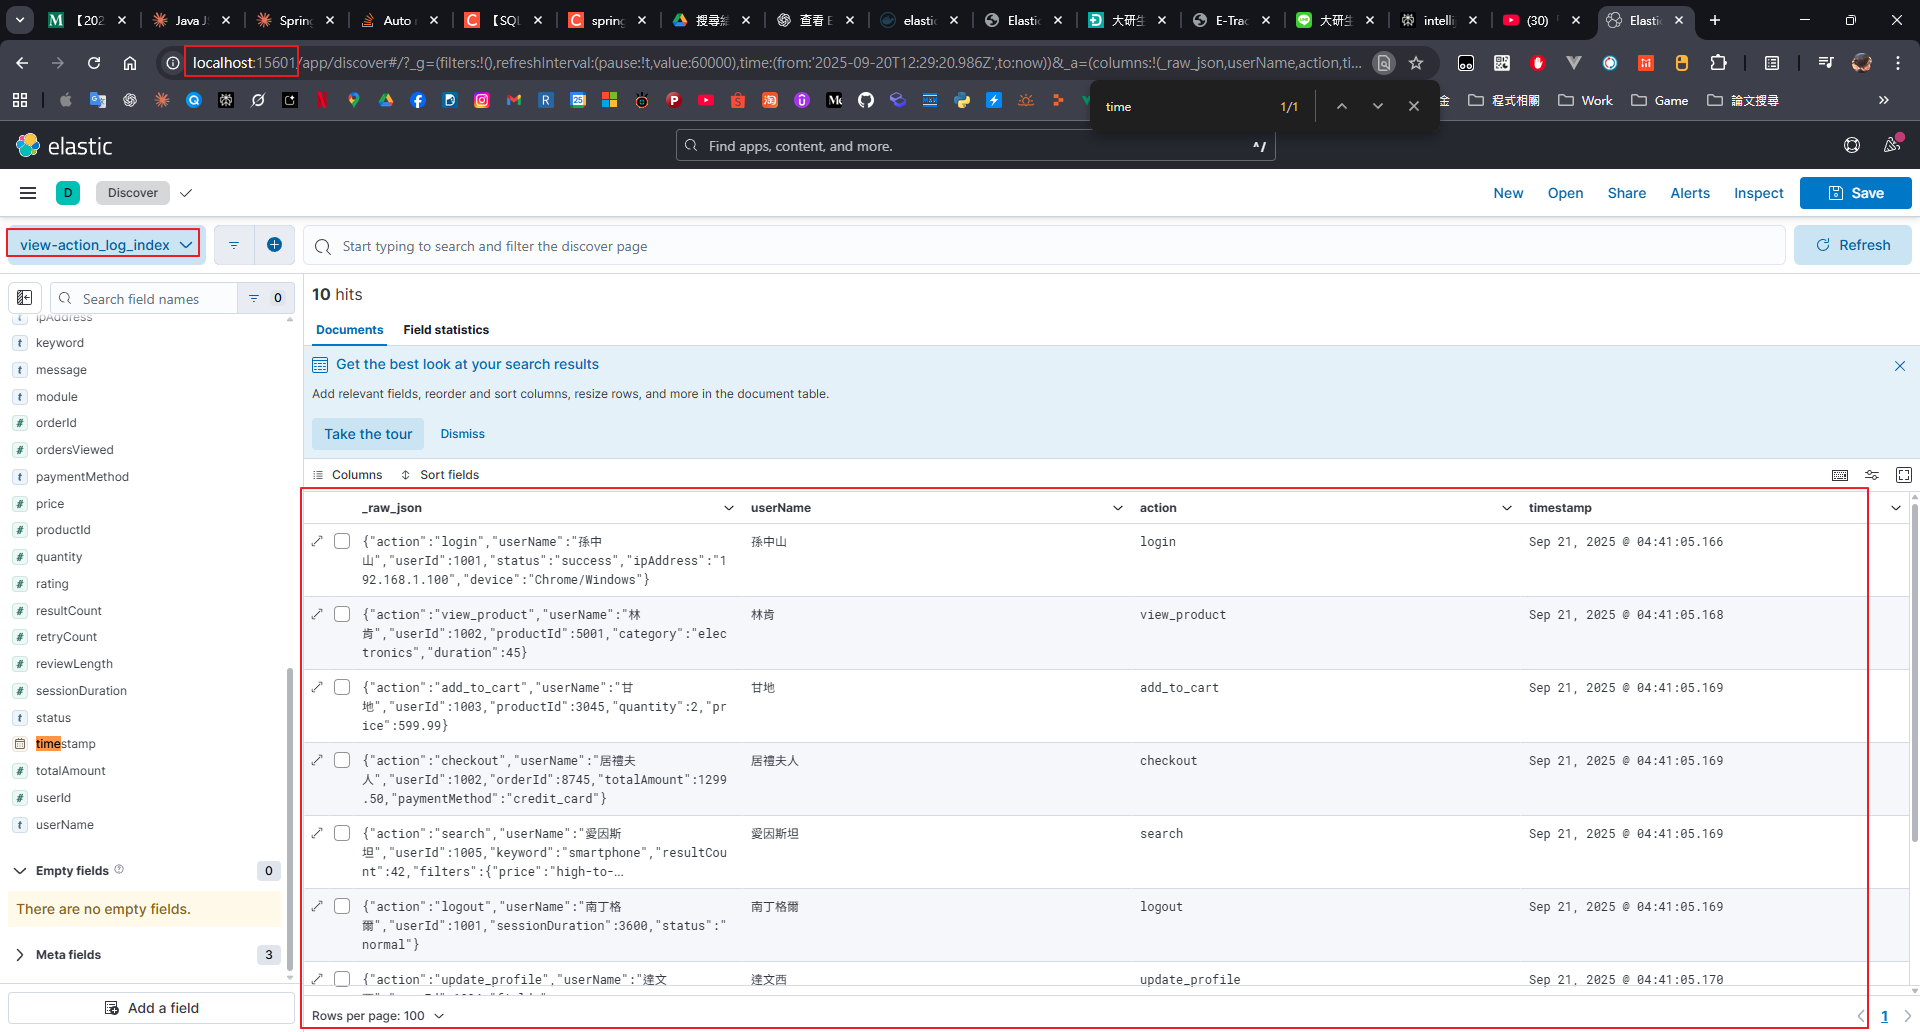 【202
Java J
Spring
Auto r
【SQL
spring
搜尋結
查看 E
elastic
Elastic
大研生
E-Trac
大研生
intellij
(30)
Elastic
localhost:15601/app/discover#/?_g=(filters:!(),refreshInterval:(pause:!t,value:60000),time:(from:'2025-09-20T12:29:20.986Z',to:now))&_a=(columns:!(_raw_json,userName,action,ti...
time
1/1
金
程式相關
Work
Game
論文搜尋
elastic
Find apps, content, and more.
^/
D
Discover
New
Open
Share
Alerts
Inspect
Save
view-action_log_index
Start typing to search and filter the discover page
Refresh
Search field names
0
10 hits
Documents
Field statistics
Get the best look at your search results
Add relevant fields, reorder and sort columns, resize rows, and more in the document table.
Take the tour
Dismiss
Columns
Sort fields
t ipAddress
t keyword
t message
t module
# orderId
# ordersViewed
t paymentMethod
# price
# productId
# quantity
# rating
# resultCount
# retryCount
# reviewLength
# sessionDuration
t status
timestamp
# totalAmount
# userId
t userName
Empty fields
0
There are no empty fields.
Meta fields
3
Add a field
_raw_json
userName
action
timestamp
{"action":"login","userName":"孫中
山","userId":1001,"status":"success","ipAddress":"1
92.168.1.100","device":"Chrome/Windows"}
孫中山
login
Sep 21, 2025 @ 04:41:05.166
{"action":"view_product","userName":"林
肯","userId":1002,"productId":5001,"category":"elec
tronics","duration":45}
林肯
view_product
Sep 21, 2025 @ 04:41:05.168
{"action":"add_to_cart","userName":"甘
地","userId":1003,"productId":3045,"quantity":2,"pr
ice":599.99}
甘地
add_to_cart
Sep 21, 2025 @ 04:41:05.169
{"action":"checkout","userName":"居禮夫
人","userId":1002,"orderId":8745,"totalAmount":1299
.50,"paymentMethod":"credit_card"}
居禮夫人
checkout
Sep 21, 2025 @ 04:41:05.169
{"action":"search","userName":"愛因斯
坦","userId":1005,"keyword":"smartphone","resultCou
nt":42,"filters":{"price":"high-to-...
愛因斯坦
search
Sep 21, 2025 @ 04:41:05.169
{"action":"logout","userName":"南丁格
爾","userId":1001,"sessionDuration":3600,"status":"
normal"}
南丁格爾
logout
Sep 21, 2025 @ 04:41:05.169
{"action":"update_profile","userName":"達文
達文西
update_profile
Sep 21, 2025 @ 04:41:05.170
Rows per page: 100
1